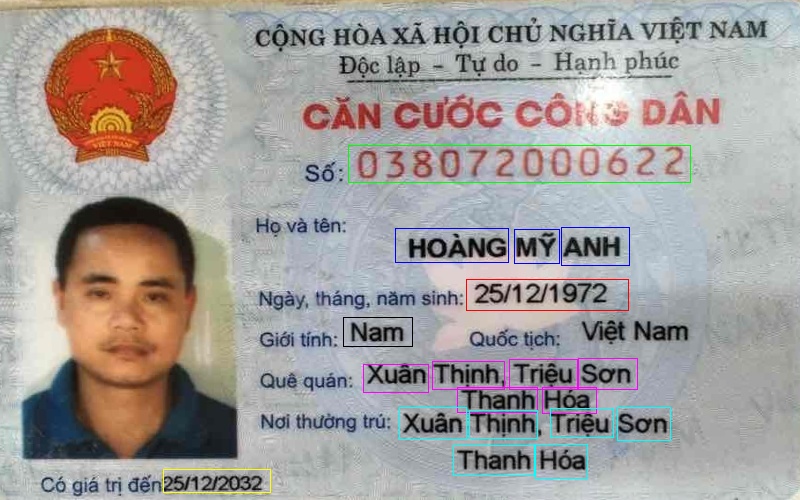 CỘNG HÒA XÃ HỘI CHỦ NGHĨA VIỆT NAM
Độc lập - Tự do - Hạnh phúc
CĂN CƯỚC CÔNG DÂN
Số: 038072000622
Họ và tên:
HOÀNG MỸ ANH
Ngày, tháng, năm sinh: 25/12/1972
Giới tính: Nam Quốc tịch: Việt Nam
Quê quán: Xuân Thịnh, Triệu Sơn
Thanh Hóa
Nơi thường trú: Xuân Thịnh, Triệu Sơn
Thanh Hóa
Có giá trị đến 25/12/2032
VIỆT NAM